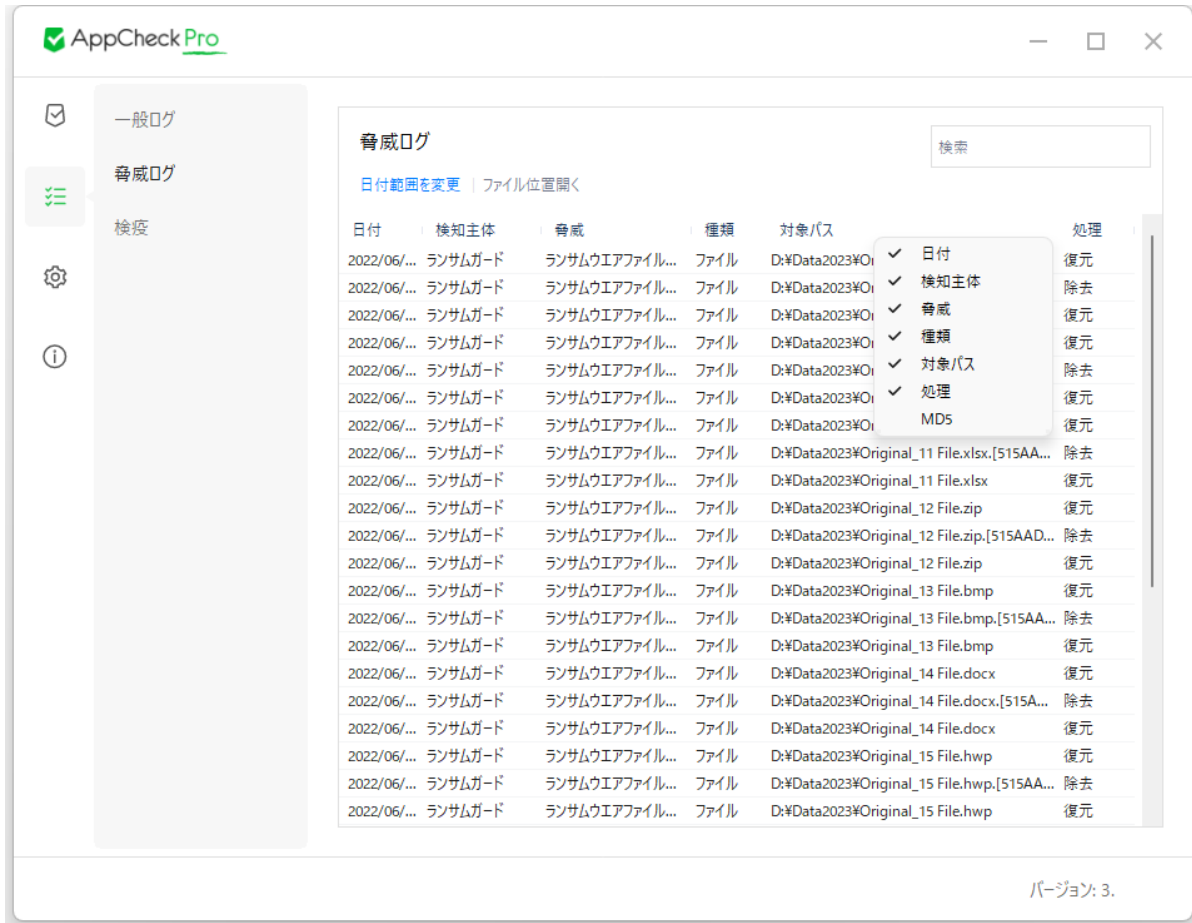 AppCheck Pro
一般ログ
脅威ログ
検疫
脅威ログ
検索
日付範囲を変更 | ファイル位置開く
日付 検知主体 脅威 種類 対象パス 処理
2022/06/... ランサムガード ランサムウエアファイル... ファイル D:¥Data2023¥Ori 復元
2022/06/... ランサムガード ランサムウエアファイル... ファイル D:¥Data2023¥Ori 除去
2022/06/... ランサムガード ランサムウエアファイル... ファイル D:¥Data2023¥Ori 復元
2022/06/... ランサムガード ランサムウエアファイル... ファイル D:¥Data2023¥Ori 復元
2022/06/... ランサムガード ランサムウエアファイル... ファイル D:¥Data2023¥Ori 除去
2022/06/... ランサムガード ランサムウエアファイル... ファイル D:¥Data2023¥Ori 復元
2022/06/... ランサムガード ランサムウエアファイル... ファイル D:¥Data2023¥Ori 復元
日付
検知主体
脅威
種類
対象パス
処理
MD5
2022/06/... ランサムガード ランサムウエアファイル... ファイル D:¥Data2023¥Original_11 File.xlsx.[515AA... 除去
2022/06/... ランサムガード ランサムウエアファイル... ファイル D:¥Data2023¥Original_11 File.xlsx 復元
2022/06/... ランサムガード ランサムウエアファイル... ファイル D:¥Data2023¥Original_12 File.zip 復元
2022/06/... ランサムガード ランサムウエアファイル... ファイル D:¥Data2023¥Original_12 File.zip.[515AAD... 除去
2022/06/... ランサムガード ランサムウエアファイル... ファイル D:¥Data2023¥Original_12 File.zip 復元
2022/06/... ランサムガード ランサムウエアファイル... ファイル D:¥Data2023¥Original_13 File.bmp 復元
2022/06/... ランサムガード ランサムウエアファイル... ファイル D:¥Data2023¥Original_13 File.bmp.[515AA... 除去
2022/06/... ランサムガード ランサムウエアファイル... ファイル D:¥Data2023¥Original_13 File.bmp 復元
2022/06/... ランサムガード ランサムウエアファイル... ファイル D:¥Data2023¥Original_14 File.docx 復元
2022/06/... ランサムガード ランサムウエアファイル... ファイル D:¥Data2023¥Original_14 File.docx.[515A... 除去
2022/06/... ランサムガード ランサムウエアファイル... ファイル D:¥Data2023¥Original_14 File.docx 復元
2022/06/... ランサムガード ランサムウエアファイル... ファイル D:¥Data2023¥Original_15 File.hwp 復元
2022/06/... ランサムガード ランサムウエアファイル... ファイル D:¥Data2023¥Original_15 File.hwp.[515AA... 除去
2022/06/... ランサムガード ランサムウエアファイル... ファイル D:¥Data2023¥Original_15 File.hwp 復元
バージョン: 3.